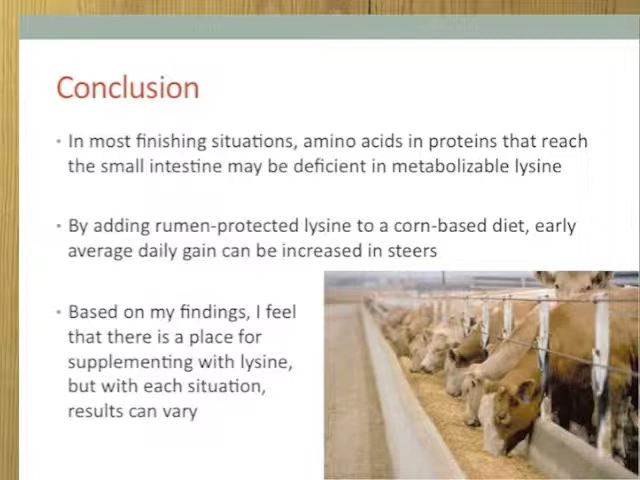 Conclusion
• In most finishing situations, amino acids in proteins that reach
the small intestine may be deficient in metabolizable lysine
• By adding rumen-protected lysine to a corn-based diet, early
average daily gain can be increased in steers
• Based on my findings, I feel
that there is a place for
supplementing with lysine,
but with each situation,
results can vary